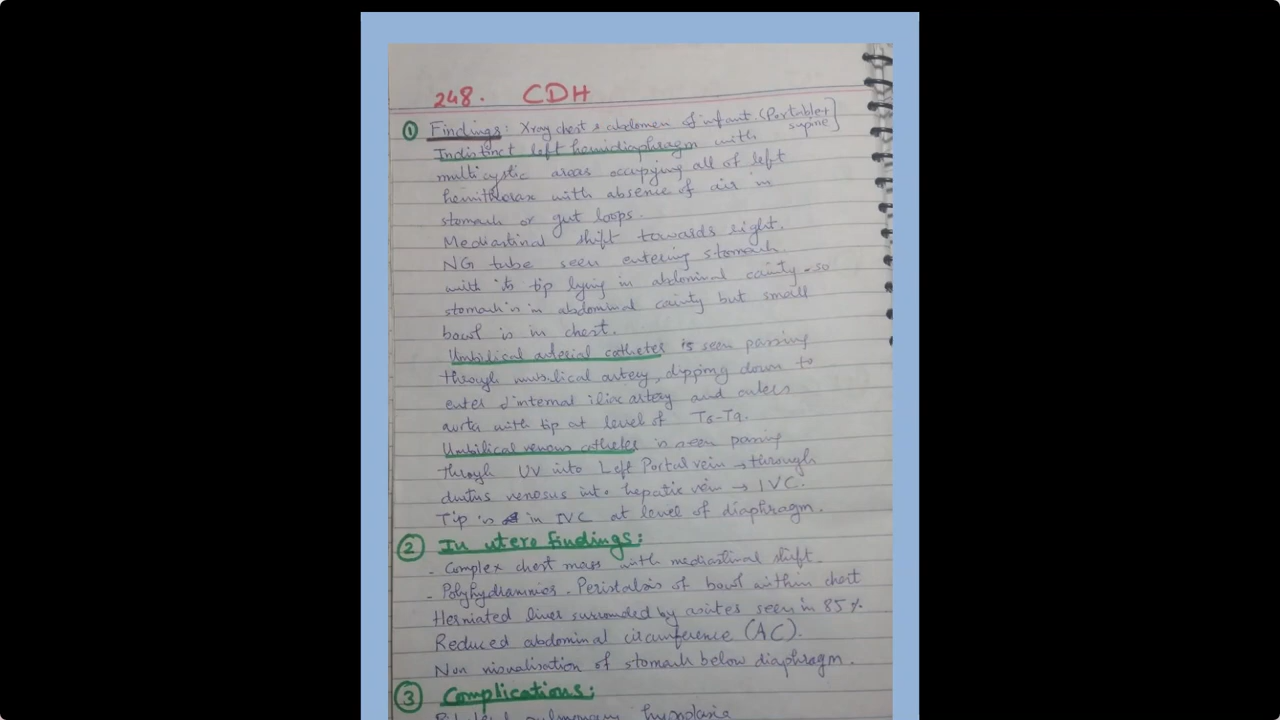 248. CDH
① Findings: Xray chest & abdomen of infant (Portable + supine]
Indistinct left hemidiaphragm with
multicystic areas occupying all of left
hemithorax with absence of air in
stomach or gut loops.
Mediastinal shift towards right.
NG tube seen entering stomach
with its tip lying in abdominal cavity - so
stomach is in abdominal cavity but small
bowl is in chest.
Umbilical arterial catheter is seen passing
through umbilical artery, dipping down to
enter internal iliac artery and enters
aorta with tip at level of T8-T9.
Umbilical venous catheter is seen passing
through UV into Left Portal vein → through
ductus venosus into hepatic vein → IVC.
Tip is in IVC at level of diaphragm.
② In utero findings:
- Complex chest mass with mediastinal shift.
- Polyhydramnios - Peristalsis of bowl within chest
Herniated liver surrounded by ascites seen in 85%
Reduced abdominal circumference (AC).
Non visualisation of stomach below diaphragm.
③ Complications:
pulmonary hypoplasia